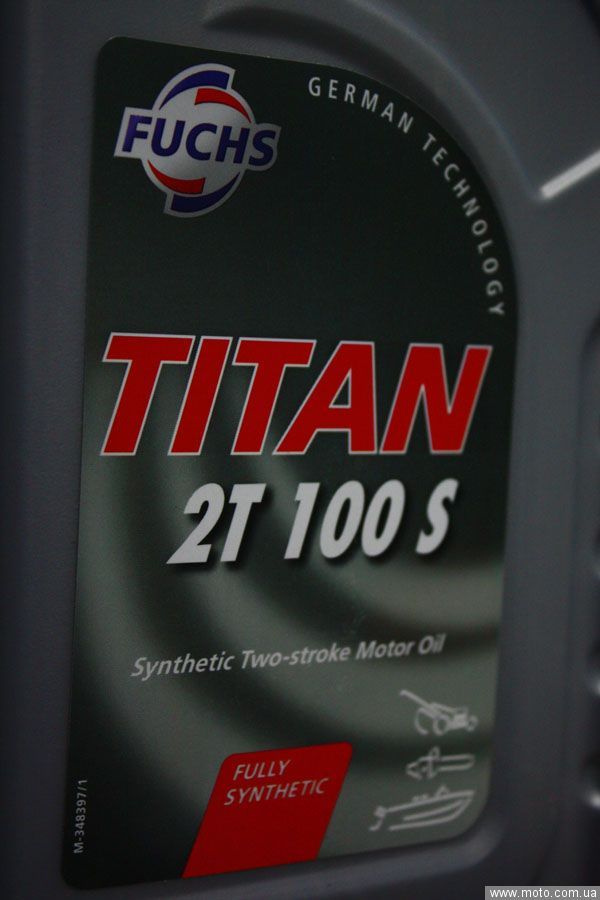 FUCHS
GERMAN TECHNOLOGY
TITAN
2T 100 S
Synthetic Two-stroke Motor Oil
FULLY
SYNTHETIC
M-348397/1
www.moto.com.ua